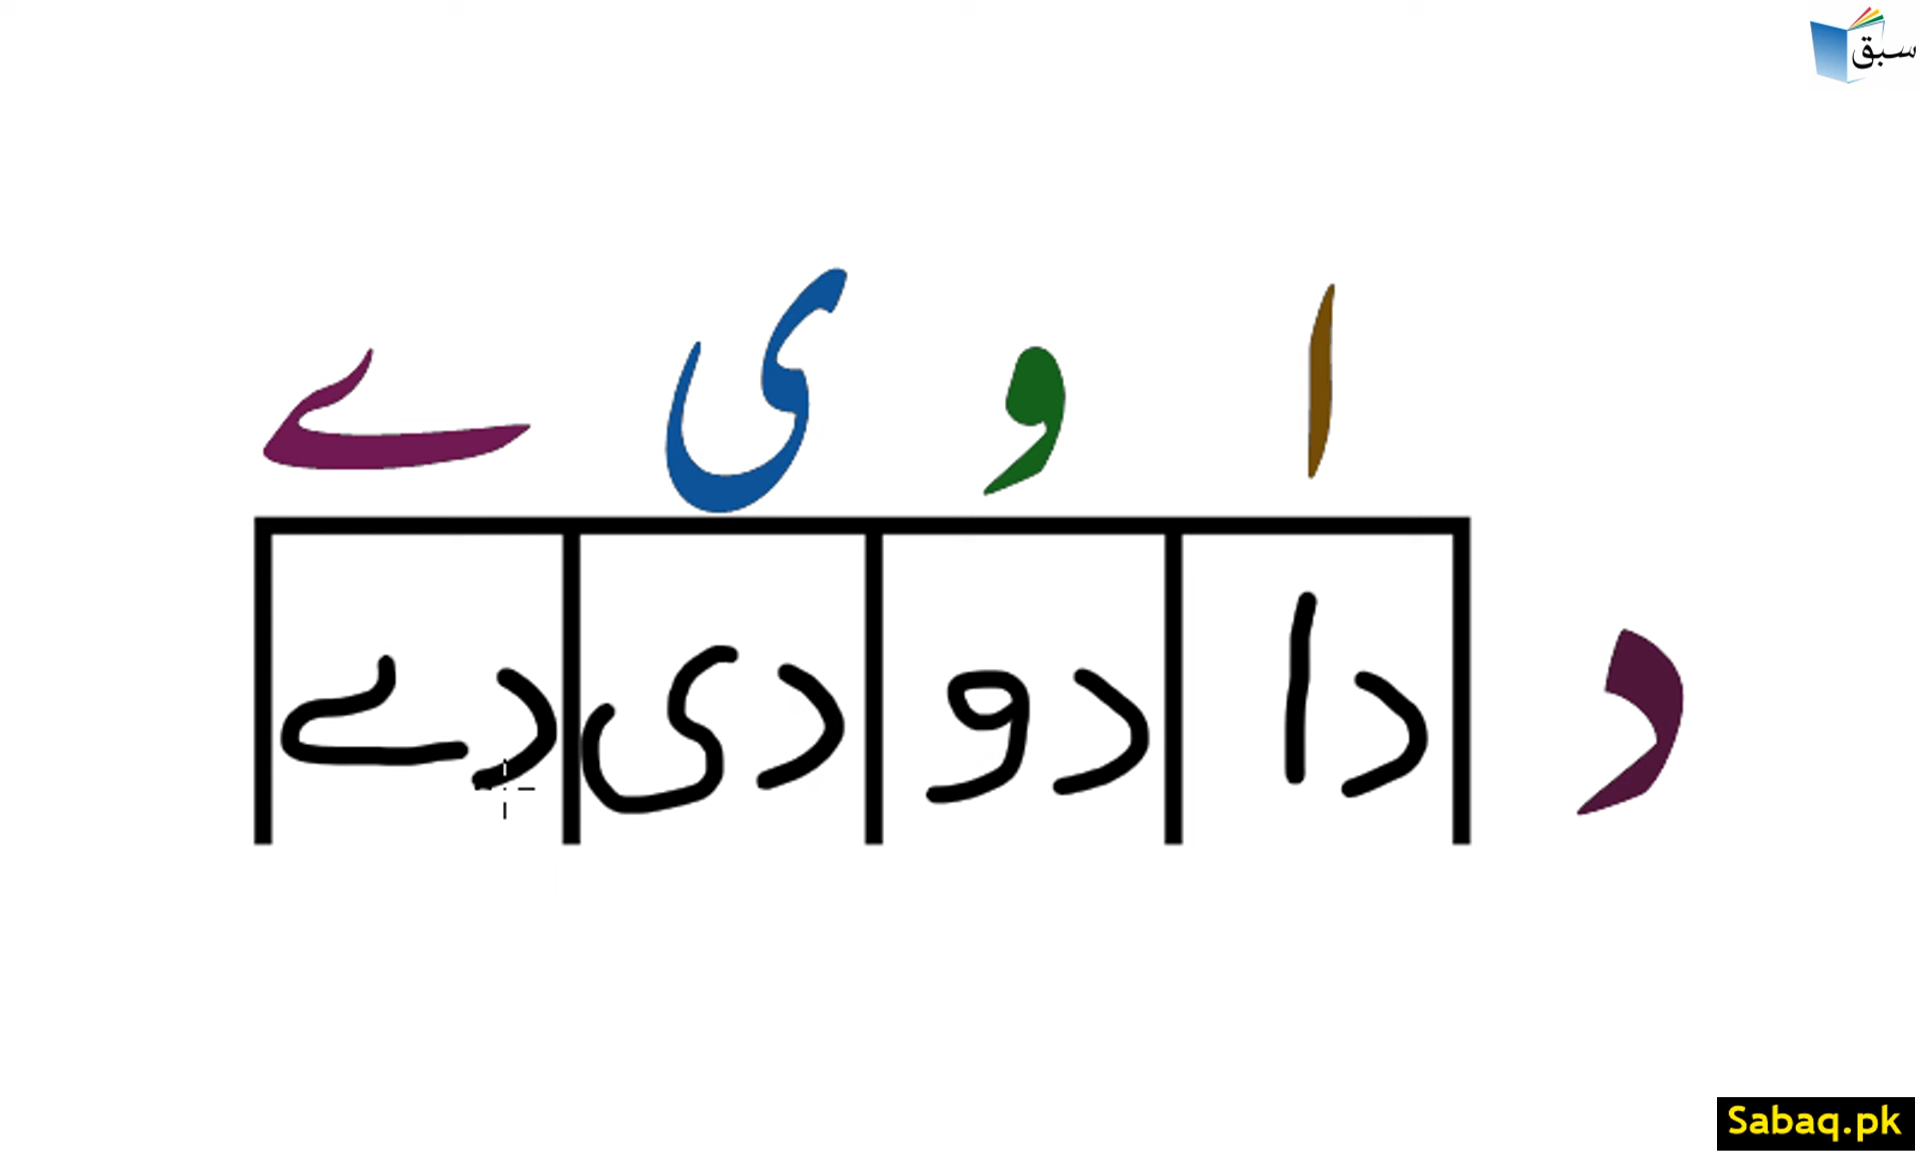 سبق
ا و ی ے
د دا دو دی دے
Sabaq.pk